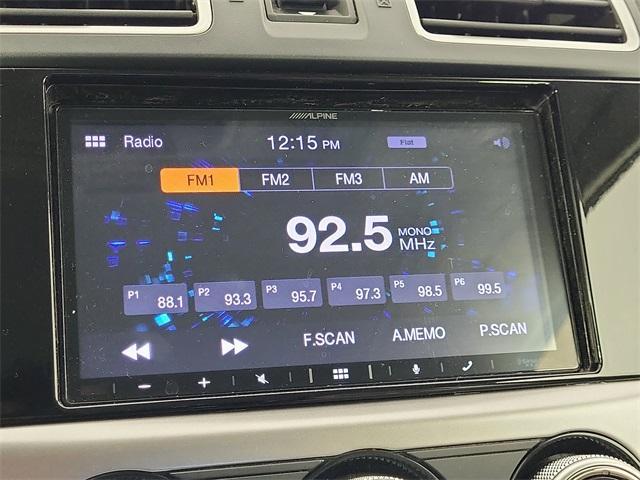 ALPINE
Radio 12:15 PM Flat
FM1 FM2 FM3 AM
92.5 MONO MHz
P1 88.1 P2 93.3 P3 95.7 P4 97.3 P5 98.5 P6 99.5
F.SCAN A.MEMO P.SCAN